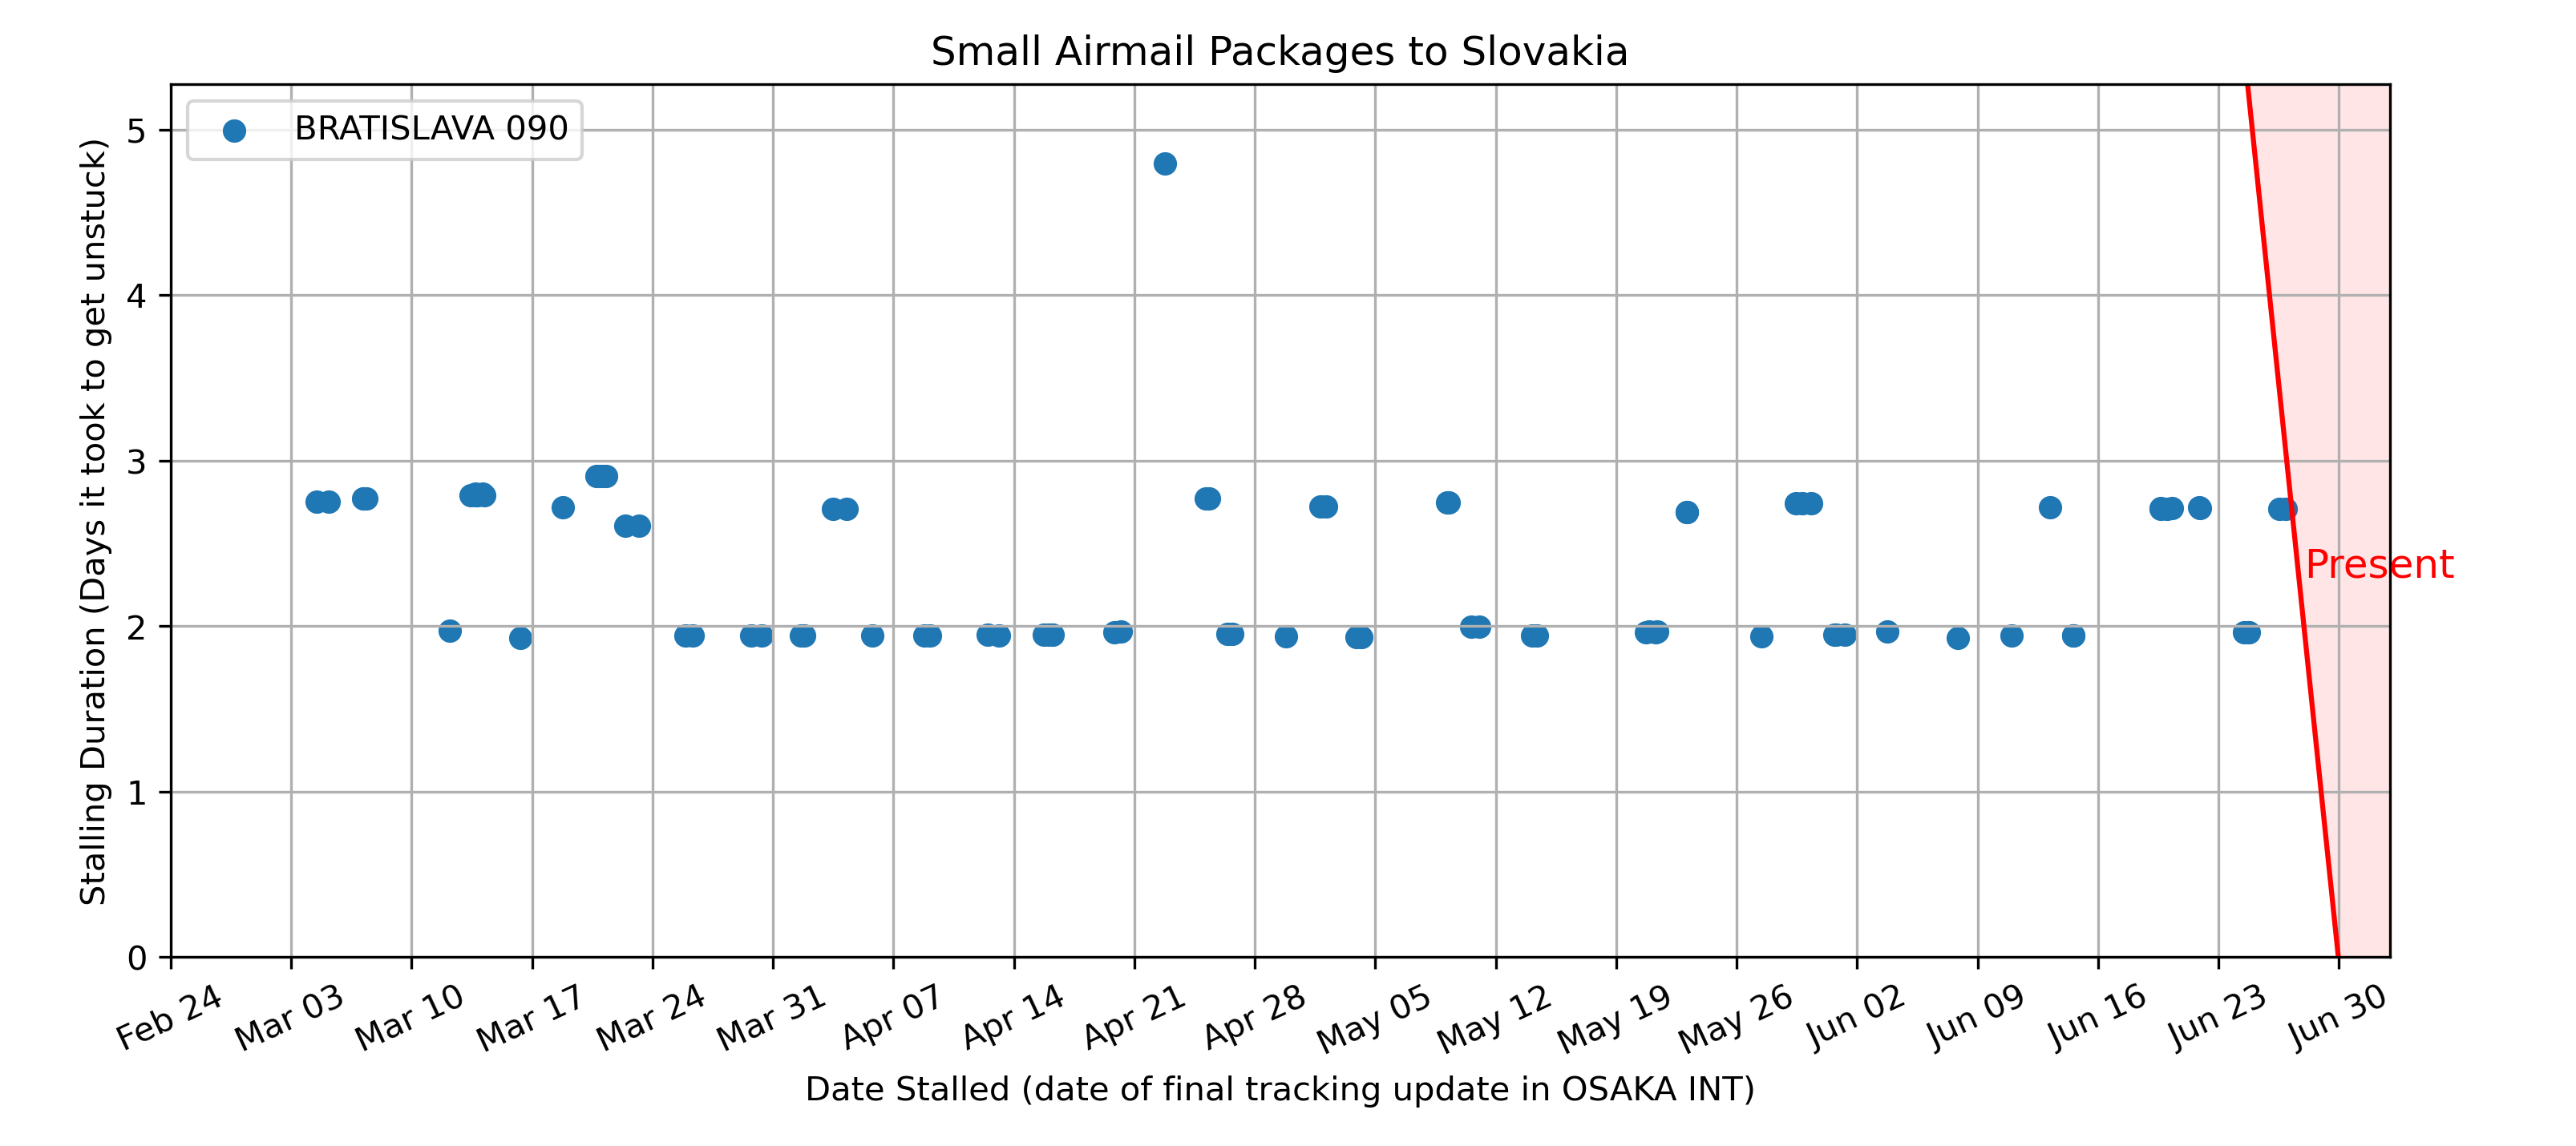 Small Airmail Packages to Slovakia
BRATISLAVA 090
Stalling Duration (Days it took to get unstuck)
5
4
3
2
1
0
Present
Feb 24
Mar 03
Mar 10
Mar 17
Mar 24
Mar 31
Apr 07
Apr 14
Apr 21
Apr 28
May 05
May 12
May 19
May 26
Jun 02
Jun 09
Jun 16
Jun 23
Jun 30
Date Stalled (date of final tracking update in OSAKA INT)